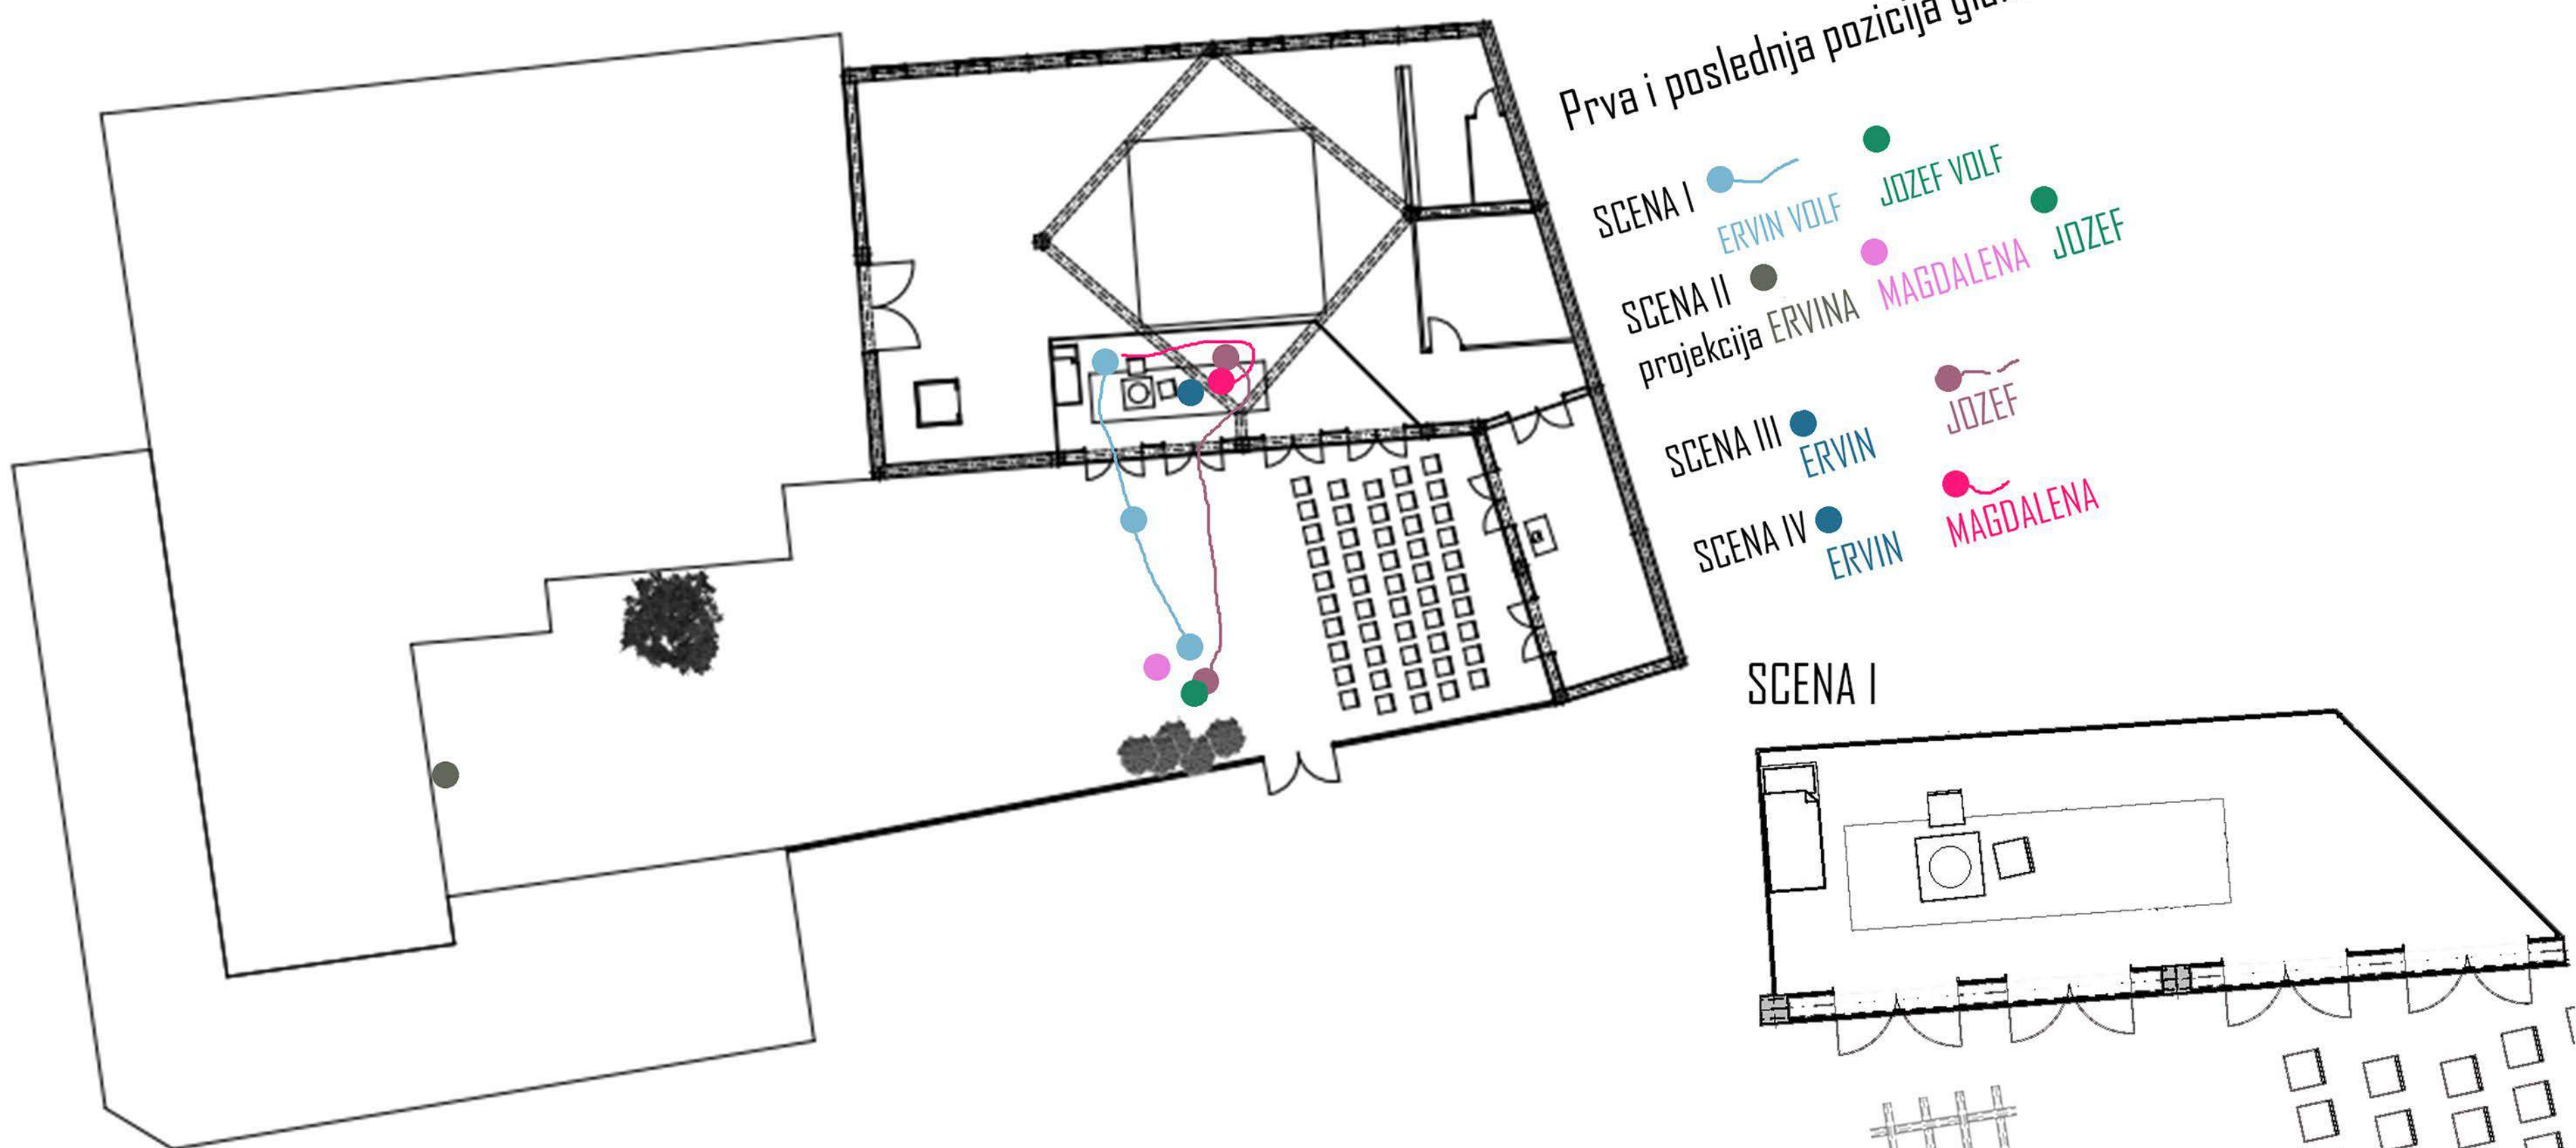 Prva i poslednja pozicija
SCENA I
ERVIN VOLF
JOZEF VOLF
SCENA II
projekcija ERVINA
MAGDALENA
JOZEF
SCENA III
ERVIN
JOZEF
SCENA IV
ERVIN
MAGDALENA
SCENA I